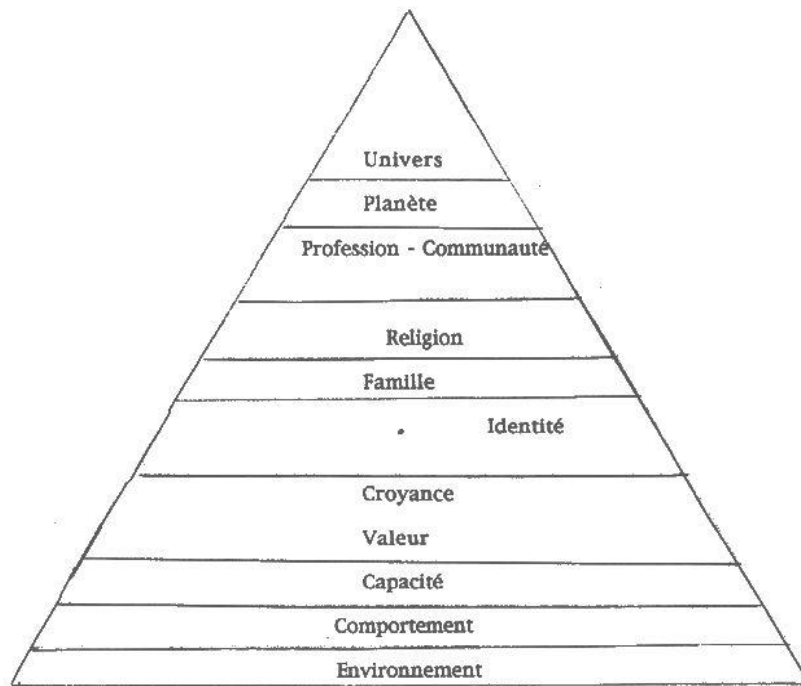 Univers
Planète
Profession - Communauté
Religion
Famille
Identité
Croyance
Valeur
Capacité
Comportement
Environnement